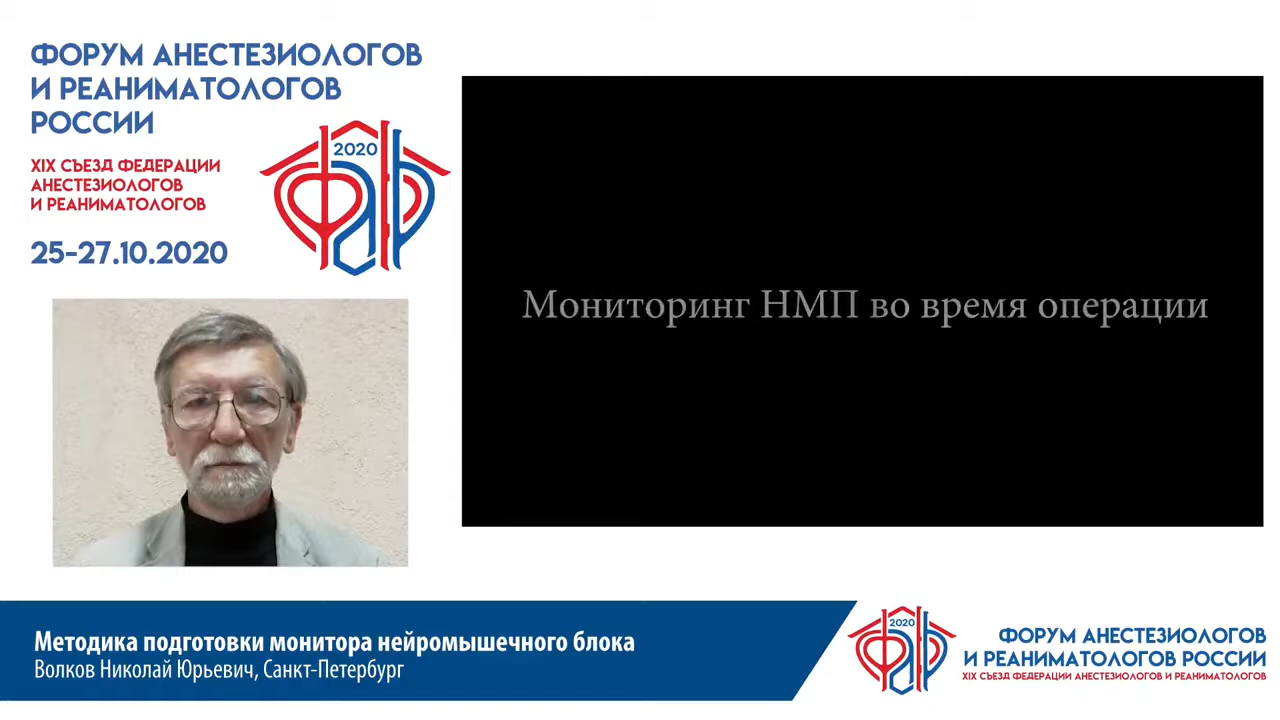 ФОРУМ АНЕСТЕЗИОЛОГОВ
И РЕАНИМАТОЛОГОВ
РОССИИ
XIX СЪЕЗД ФЕДЕРАЦИИ
АНЕСТЕЗИОЛОГОВ
И РЕАНИМАТОЛОГОВ
25-27.10.2020
2020
ФАР
Мониторинг НМП во время операции
Методика подготовки монитора нейромышечного блока
Волков Николай Юрьевич, Санкт-Петербург
2020
ФАР
ФОРУМ АНЕСТЕЗИОЛОГОВ
И РЕАНИМАТОЛОГОВ РОССИИ
XIX СЪЕЗД ФЕДЕРАЦИИ АНЕСТЕЗИОЛОГОВ И РЕАНИМАТОЛОГОВ